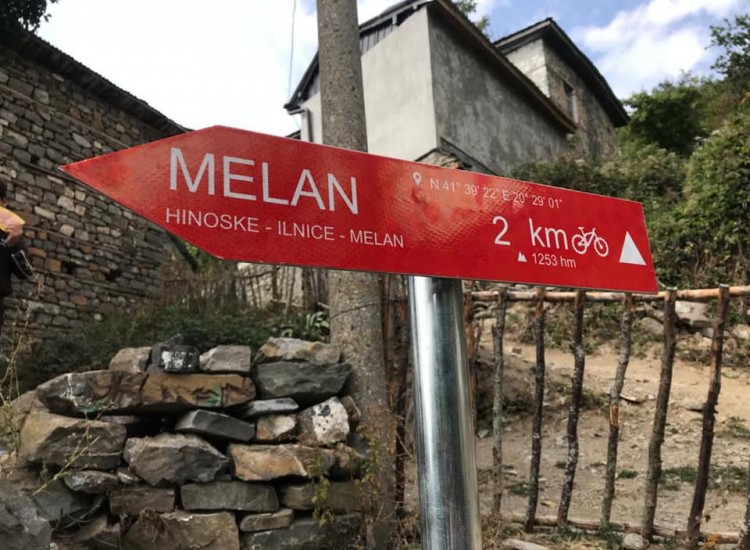 MELAN
HINOSKE - ILNICE - MELAN
N 41° 39' 22" E 20° 29' 01"
2 km
1253 hm